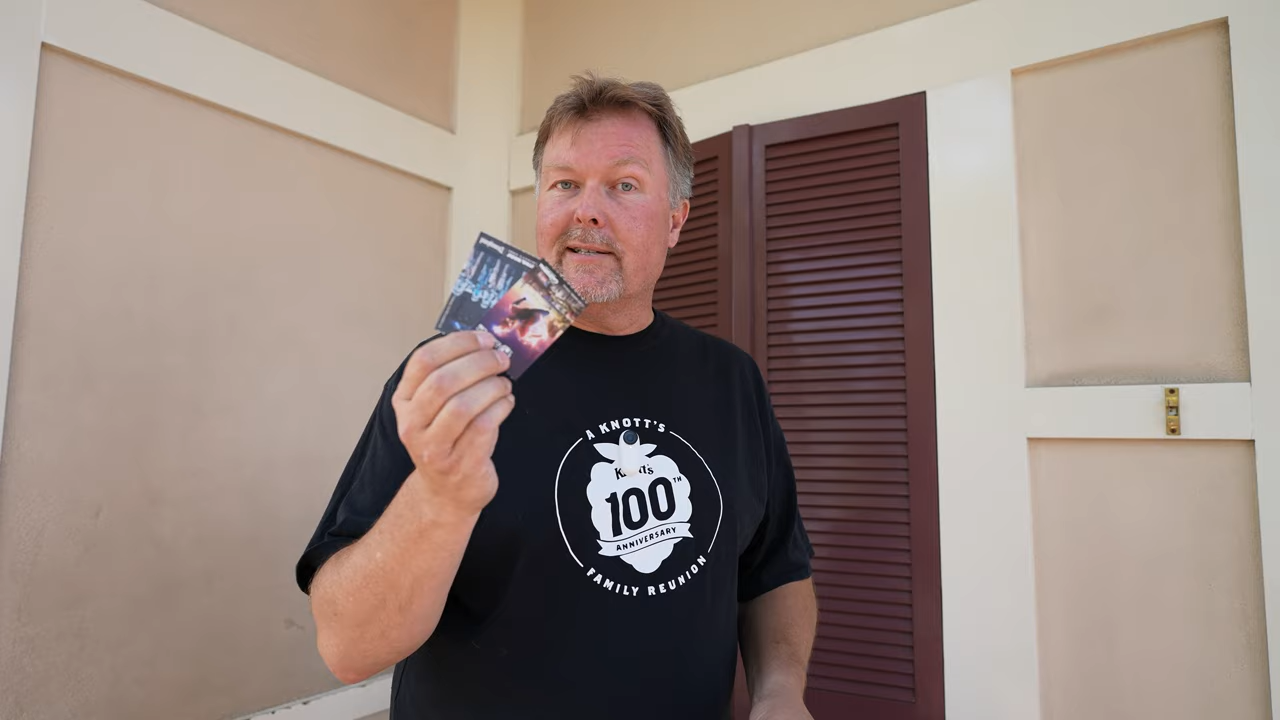 A KNOTT'S
Knott's
100TH
ANNIVERSARY
FAMILY REUNION